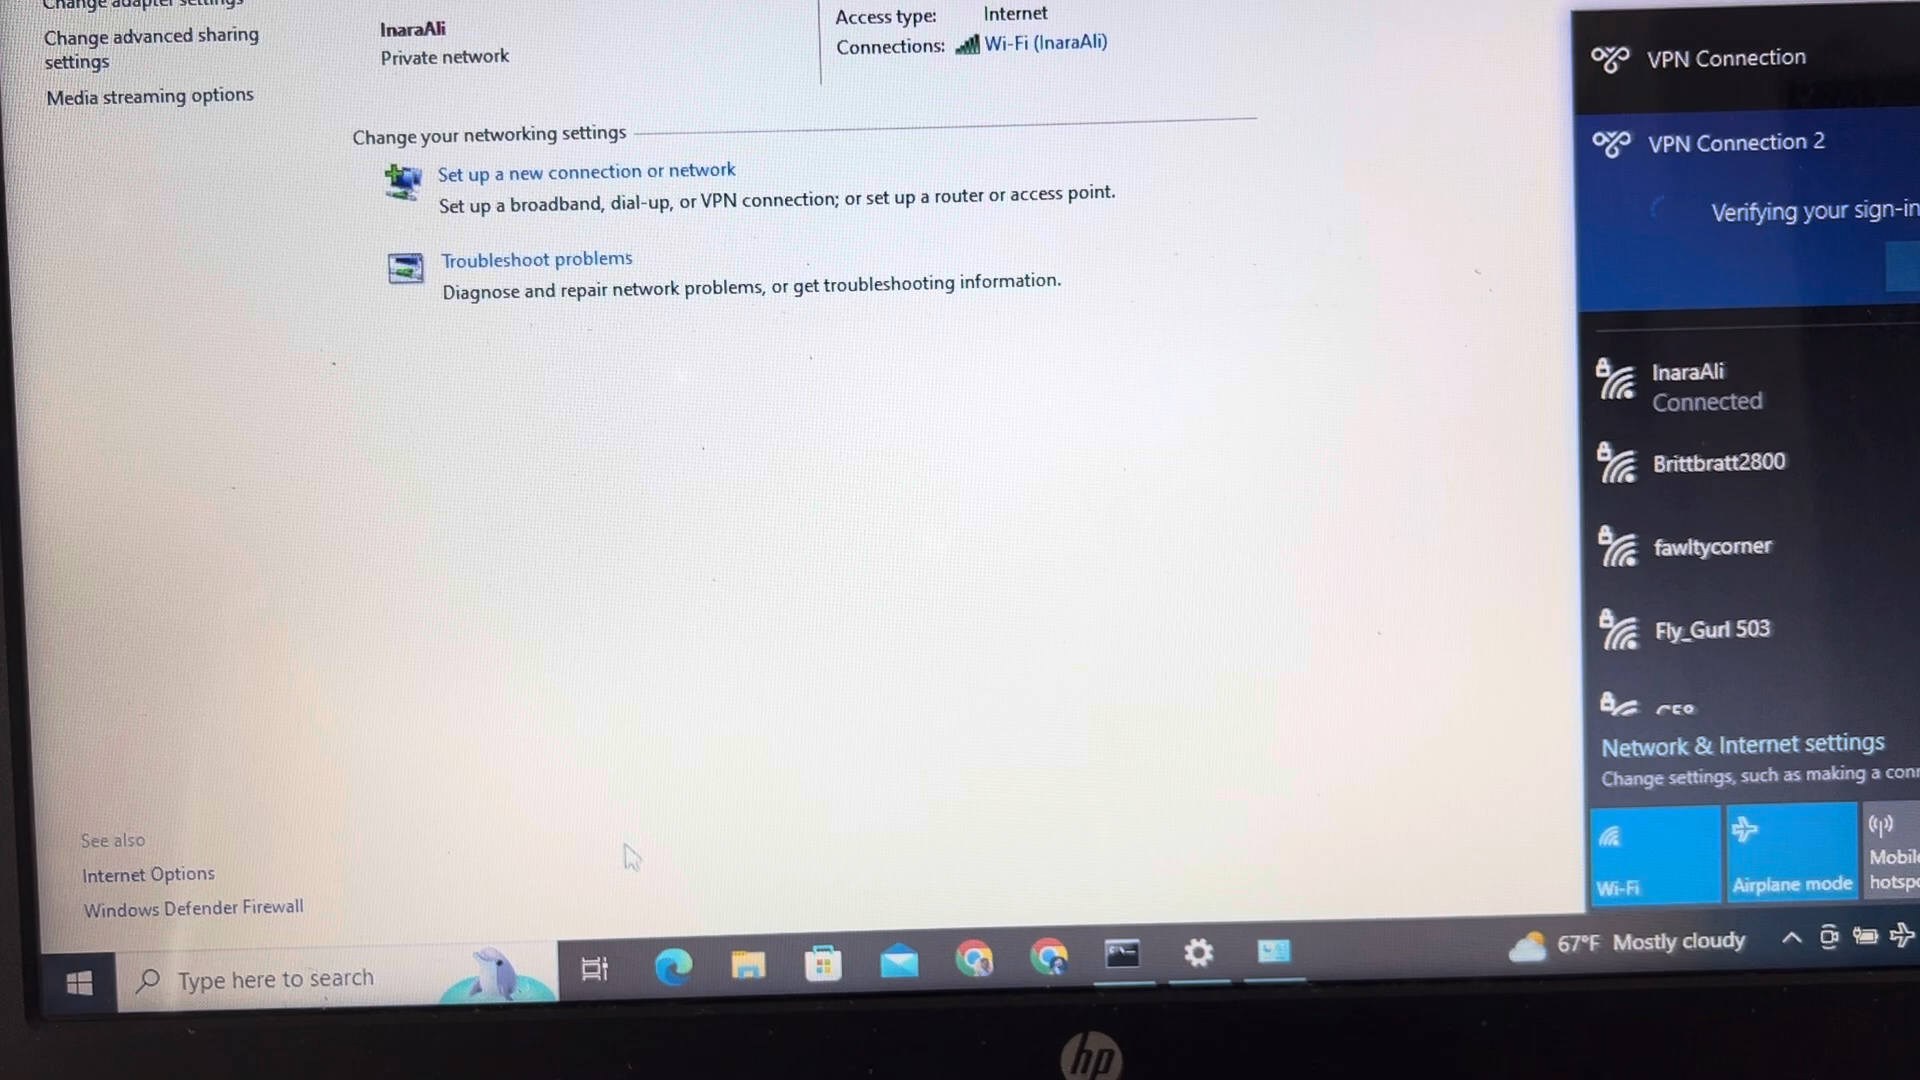 Change adapter settings
Change advanced sharing
settings
Media streaming options
InaraAli
Private network
Access type: Internet
Connections: Wi-Fi (InaraAli)
Change your networking settings
Set up a new connection or network
Set up a broadband, dial-up, or VPN connection; or set up a router or access point.
Troubleshoot problems
Diagnose and repair network problems, or get troubleshooting information.
See also
Internet Options
Windows Defender Firewall
VPN Connection
VPN Connection 2
Verifying your sign-in
InaraAli
Connected
Brittbratt2800
fawltycorner
Fly_Gurl 503
Network & Internet settings
Change settings, such as making a
Wi-Fi
Airplane mode
Type here to search
67°F Mostly cloudy
hp